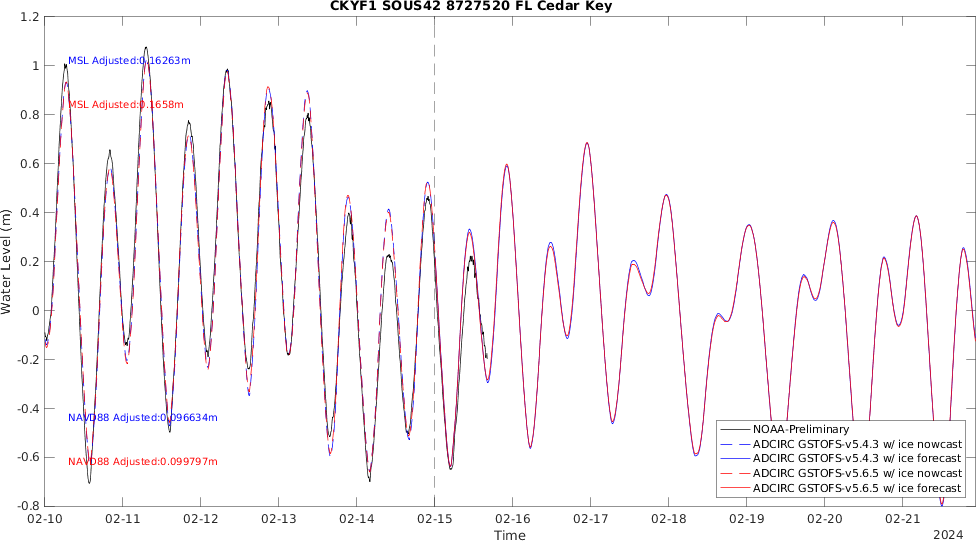 CKYF1 SOUS42 8727520 FL Cedar Key
1.2
1
0.8
0.6
0.4
0.2
0
-0.2
-0.4
-0.6
-0.8
Water Level (m)
MSL Adjusted:0.16263m
MSL Adjusted:0.1658m
NAVD88 Adjusted:0.096634m
NAVD88 Adjusted:0.099797m
NOAA-Preliminary
ADCIRC GSTOFS-v5.4.3 w/ ice nowcast
ADCIRC GSTOFS-v5.4.3 w/ ice forecast
ADCIRC GSTOFS-v5.6.5 w/ ice nowcast
ADCIRC GSTOFS-v5.6.5 w/ ice forecast
02-10 02-11 02-12 02-13 02-14 02-15 02-16 02-17 02-18 02-19 02-20 02-21
Time
2024